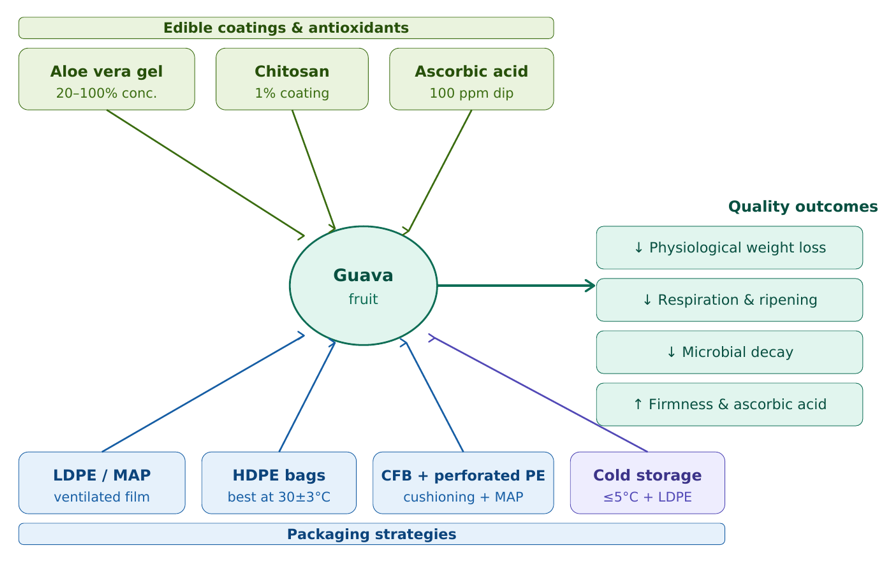 Edible coatings & antioxidants
Aloe vera gel
20–100% conc.
Chitosan
1% coating
Ascorbic acid
100 ppm dip
Quality outcomes
↓ Physiological weight loss
↓ Respiration & ripening
↓ Microbial decay
↑ Firmness & ascorbic acid
Guava
fruit
LDPE / MAP
ventilated film
HDPE bags
best at 30±3°C
CFB + perforated PE
cushioning + MAP
Cold storage
≤5°C + LDPE
Packaging strategies